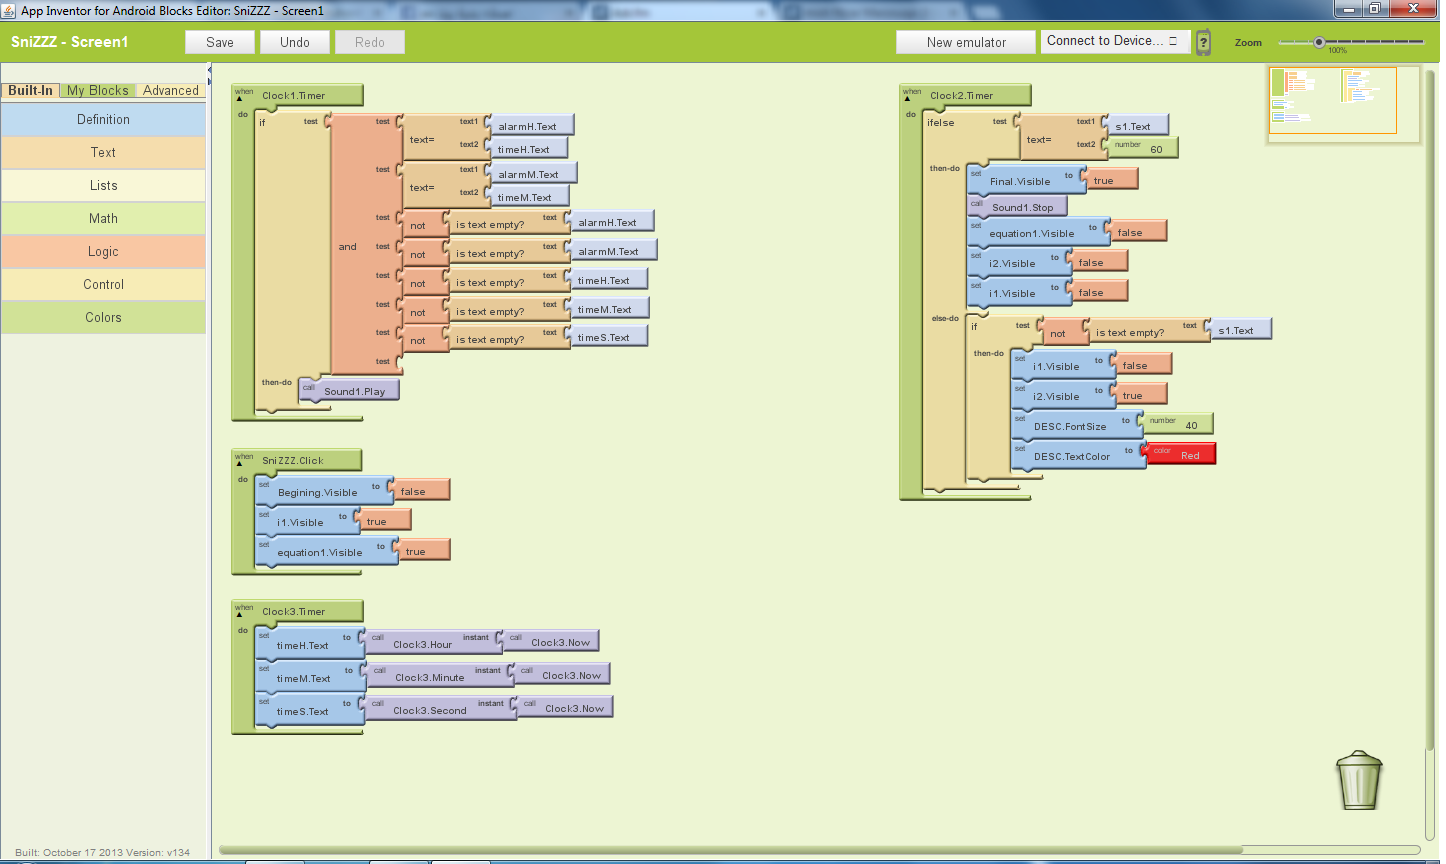 App Inventor for Android Blocks Editor: SniZZZ - Screen1
SniZZZ - Screen1
Save
Undo
Redo
New emulator
Connect to Device...
?
Zoom
100%
Built-In
My Blocks
Advanced
Definition
Text
Lists
Math
Logic
Control
Colors
when Clock1.Timer
do
if test
and
test text= text1 alarmH.Text
text2 timeH.Text
test text= text1 alarmM.Text
text2 timeM.Text
test not is text empty? text alarmH.Text
test not is text empty? text alarmM.Text
test not is text empty? text timeH.Text
test not is text empty? text timeM.Text
test not is text empty? text timeS.Text
test
then-do call Sound1.Play
when SniZZZ.Click
do
set Begining.Visible to false
set i1.Visible to true
set equation1.Visible to true
when Clock3.Timer
do
set timeH.Text to call Clock3.Hour instant call Clock3.Now
set timeM.Text to call Clock3.Minute instant call Clock3.Now
set timeS.Text to call Clock3.Second instant call Clock3.Now
when Clock2.Timer
do
ifelse test text= text1 s1.Text
text2 number 60
then-do set Final.Visible to true
call Sound1.Stop
set equation1.Visible to false
set i2.Visible to false
set i1.Visible to false
else-do if test not is text empty? text s1.Text
then-do set i1.Visible to false
set i2.Visible to true
set DESC.FontSize to number 40
set DESC.TextColor to color Red
Built: October 17 2013 Version: v134